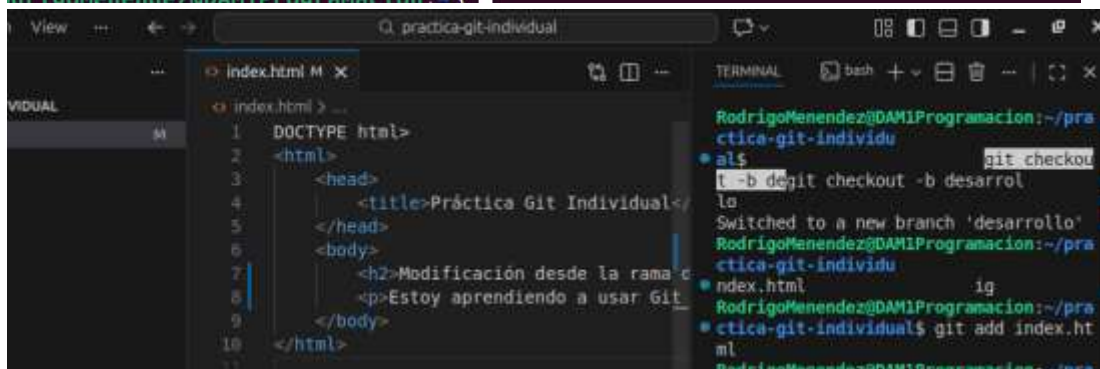 View ... practica-git-individual
... index.html M × ... TERMINAL bash
VIDUAL index.html > ...
M
1 DOCTYPE html>
2 <html>
3 <head>
4 <title>Práctica Git Individual</
5 </head>
6 <body>
7 <h2>Modificación desde la rama
8 <p>Estoy aprendiendo a usar Git
9 </body>
10 </html>
RodrigoMenendez@DAM1Programacion:~/pra
ctica-git-individu
al$ git checkou
t -b degit checkout -b desarrol
lo
Switched to a new branch 'desarrollo'
RodrigoMenendez@DAM1Programacion:~/pra
ctica-git-individu
ndex.html ig
RodrigoMenendez@DAM1Programacion:~/pra
ctica-git-individual$ git add index.ht
ml